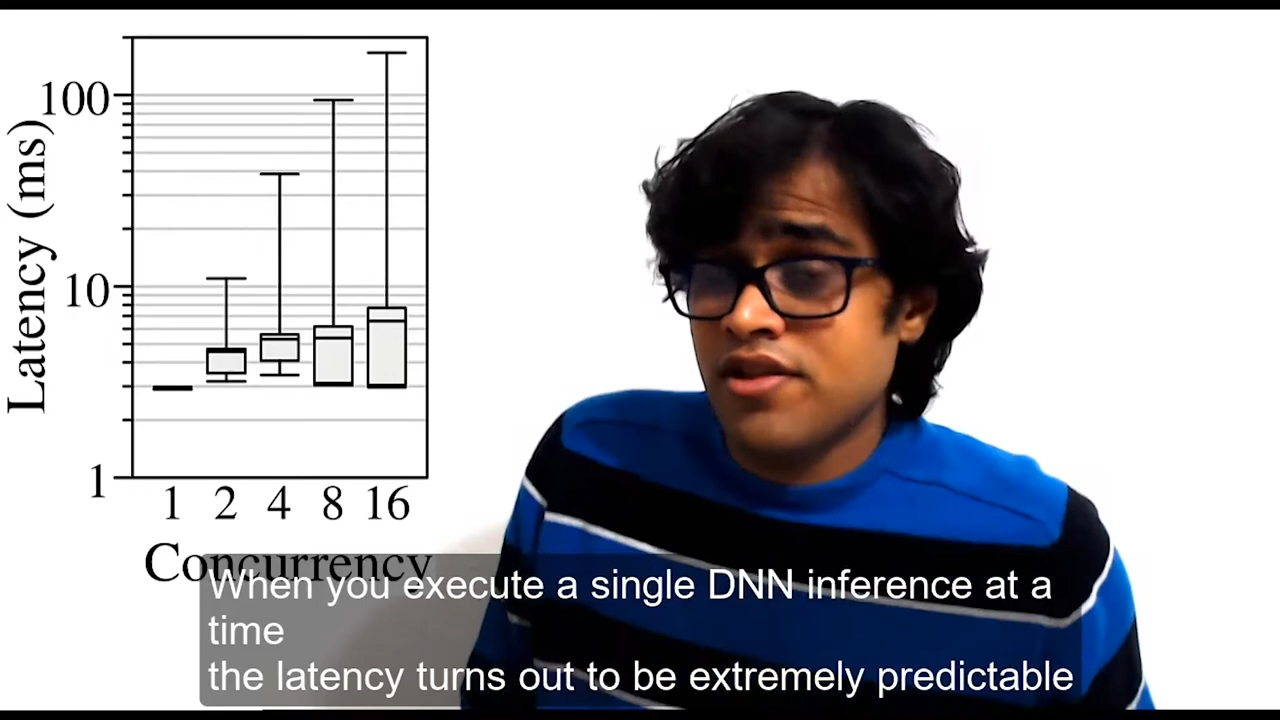 100
10
1
Latency (ms)
1 2 4 8 16
Concurrency
When you execute a single DNN inference at a
time
the latency turns out to be extremely predictable